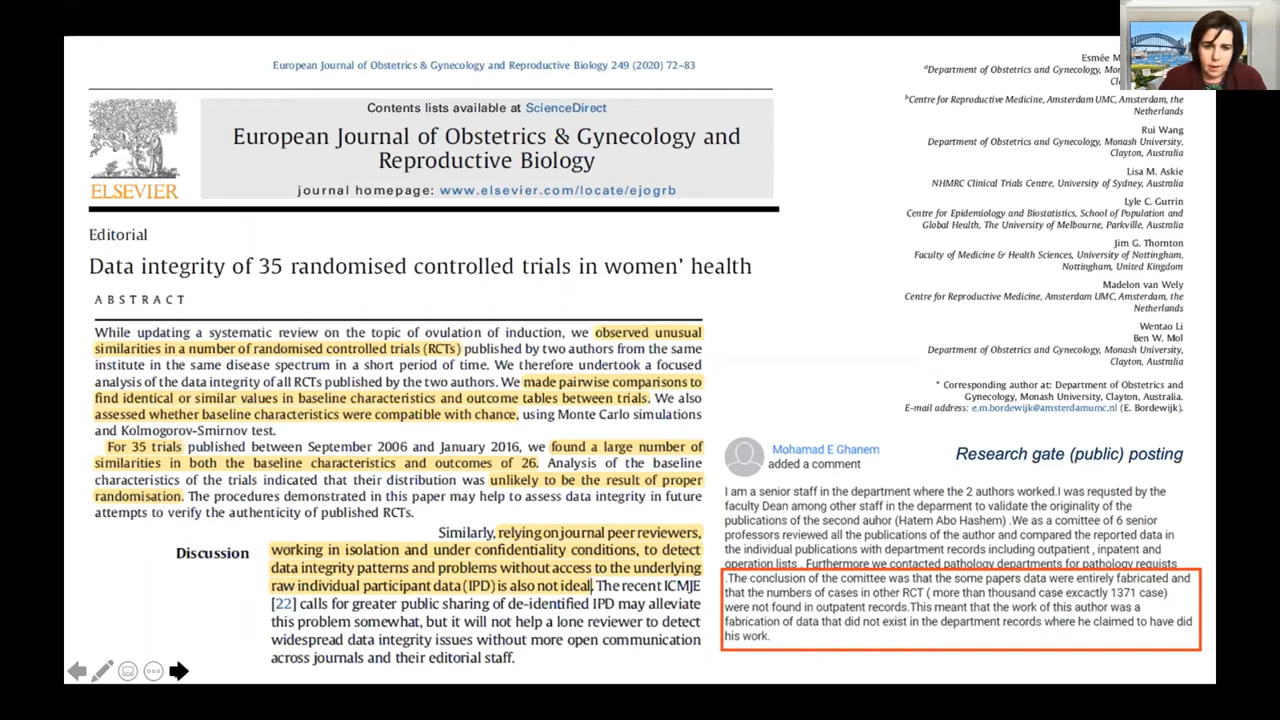 European Journal of Obstetrics & Gynecology and Reproductive Biology 249 (2020) 72–83
Contents lists available at ScienceDirect
European Journal of Obstetrics & Gynecology and
Reproductive Biology
journal homepage: www.elsevier.com/locate/ejogrb
ELSEVIER
Editorial
Data integrity of 35 randomised controlled trials in women' health
ABSTRACT
While updating a systematic review on the topic of ovulation of induction, we observed unusual
similarities in a number of randomised controlled trials (RCTs) published by two authors from the same
institute in the same disease spectrum in a short period of time. We therefore undertook a focused
analysis of the data integrity of all RCTs published by the two authors. We made pairwise comparisons to
find identical or similar values in baseline characteristics and outcome tables between trials. We also
assessed whether baseline characteristics were compatible with chance, using Monte Carlo simulations
and Kolmogorov-Smirnov test.
For 35 trials published between September 2006 and January 2016, we found a large number of
similarities in both the baseline characteristics and outcomes of 26. Analysis of the baseline
characteristics of the trials indicated that their distribution was unlikely to be the result of proper
randomisation. The procedures demonstrated in this paper may help to assess data integrity in future
attempts to verify the authenticity of published RCTs.
Discussion
Similarly, relying on journal peer reviewers,
working in isolation and under confidentiality conditions, to detect
data integrity patterns and problems without access to the underlying
raw individual participant data (IPD) is also not ideal. The recent ICMJE
[22] calls for greater public sharing of de-identified IPD may alleviate
this problem somewhat, but it will not help a lone reviewer to detect
widespread data integrity issues without more open communication
across journals and their editorial staff.
Esmée M
aDepartment of Obstetrics and Gynecology, Mon
Cl
bCentre for Reproductive Medicine, Amsterdam UMC, Amsterdam, the
Netherlands
Rui Wang
Department of Obstetrics and Gynecology, Monash University,
Clayton, Australia
Lisa M. Askie
NHMRC Clinical Trials Centre, University of Sydney, Australia
Lyle C. Gurrin
Centre for Epidemiology and Biostatistics, School of Population and
Global Health, The University of Melbourne, Parkville, Australia
Jim G. Thornton
Faculty of Medicine & Health Sciences, University of Nottingham,
Nottingham, United Kingdom
Madelon van Wely
Centre for Reproductive Medicine, Amsterdam UMC, Amsterdam, the
Netherlands
Wentao Li
Ben W. Mol
Department of Obstetrics and Gynecology, Monash University,
Clayton, Australia
* Corresponding author at: Department of Obstetrics and
Gynecology, Monash University, Clayton, Australia.
E-mail address: e.m.bordewijk@amsterdamumc.nl (E. Bordewijk).
Mohamad E Ghanem
added a comment
Research gate (public) posting
I am a senior staff in the department where the 2 authors worked.I was requsted by the
faculty Dean among other staff in the deparment to validate the originality of the
publications of the second auhor (Hatem Abo Hashem) .We as a comittee of 6 senior
professors reviewed all the publications of the author and compared the reported data
in the individual publications with department records including outpatient , inpatent and
operation lists . Furthermore we contacted pathology departments for pathology requists
.The conclusion of the comittee was that the some papers data were entirely fabricated and
that the numbers of cases in other RCT ( more than thousand case excactly 1371 case)
were not found in outpatent records.This meant that the work of this author was a
fabrication of data that did not exist in the department records where he claimed to have did
his work.